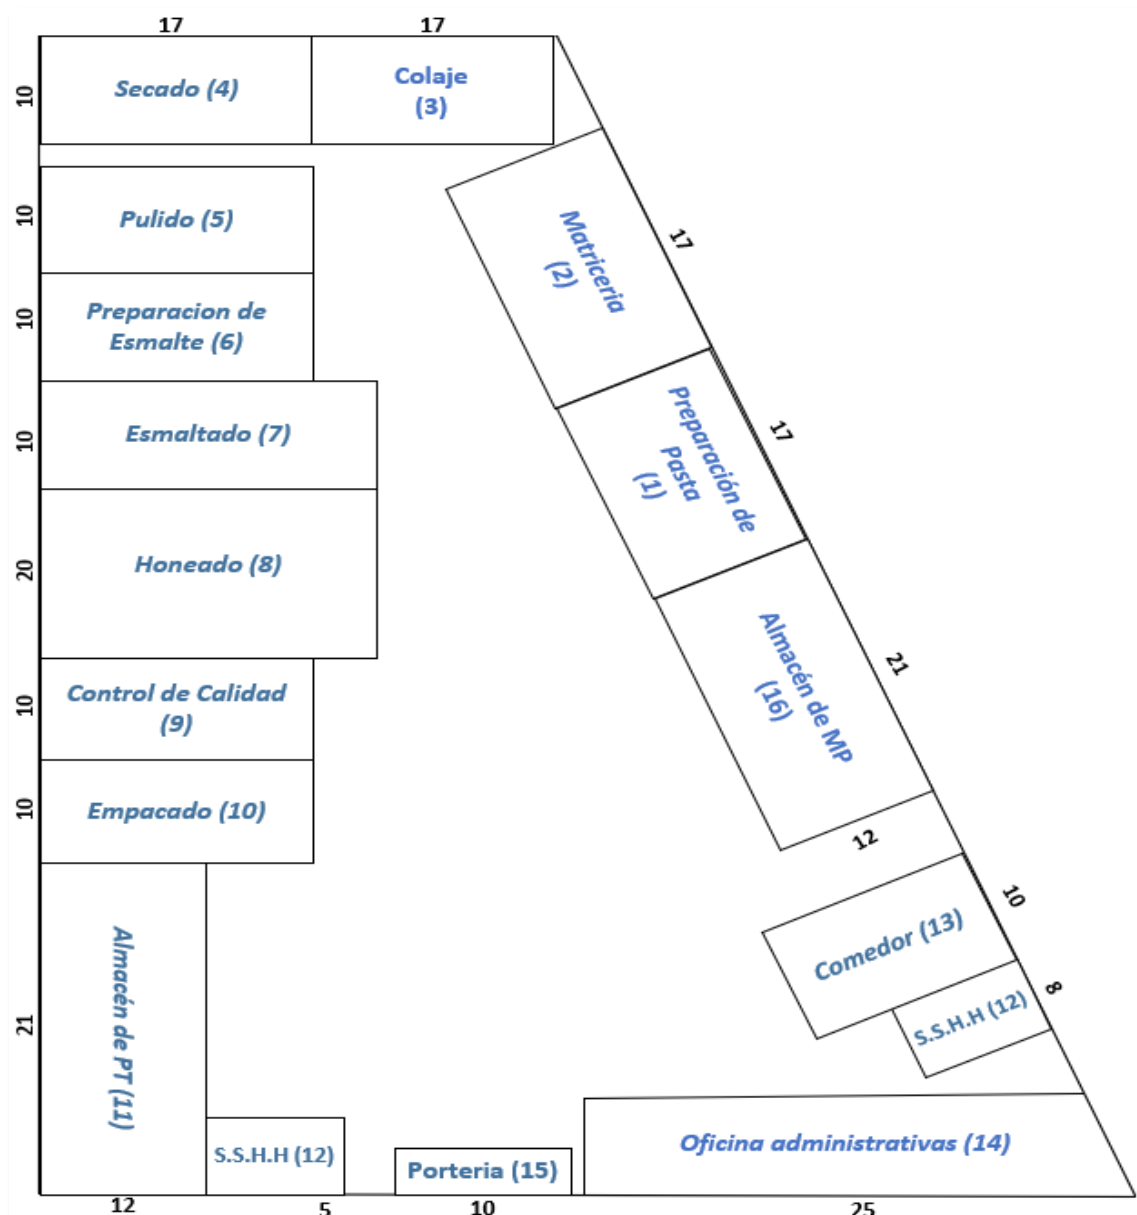 17
17
10
Secado (4)
Colaje
(3)
10
Pulido (5)
Matriceria
(2)
17
10
Preparacion de
Esmalte (6)
10
Esmaltado (7)
Preparación de
Pasta
(1)
17
20
Honeado (8)
Almacén de MP
(16)
21
10
Control de Calidad
(9)
10
Empacado (10)
12
Comedor (13)
10
S.S.H.H (12)
8
21
Almacén de PT (11)
S.S.H.H (12)
Porteria (15)
Oficina administrativas (14)
12
5
10
25